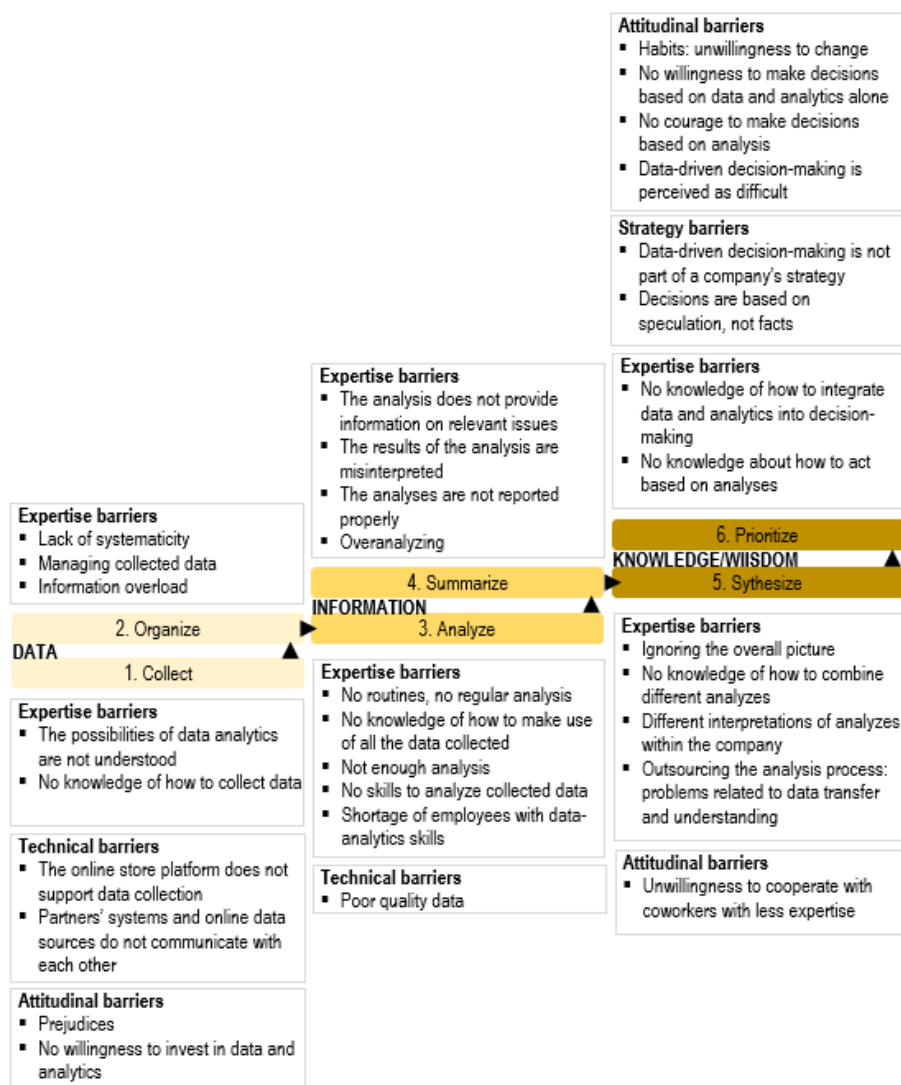 Attitudinal barriers
▪ Habits: unwillingness to change
▪ No willingness to make decisions
based on data and analytics alone
▪ No courage to make decisions
based on analysis
▪ Data-driven decision-making is
perceived as difficult
Strategy barriers
▪ Data-driven decision-making is not
part of a company's strategy
▪ Decisions are based on
speculation, not facts
Expertise barriers
▪ No knowledge of how to integrate
data and analytics into decision-
making
▪ No knowledge about how to act
based on analyses
6. Prioritize
KNOWLEDGE/WIISDOM
5. Sythesize
Expertise barriers
▪ Ignoring the overall picture
▪ No knowledge of how to combine
different analyzes
▪ Different interpretations of analyzes
within the company
▪ Outsourcing the analysis process:
problems related to data transfer
and understanding
Attitudinal barriers
▪ Unwillingness to cooperate with
coworkers with less expertise
Expertise barriers
▪ The analysis does not provide
information on relevant issues
▪ The results of the analysis are
misinterpreted
▪ The analyses are not reported
properly
▪ Overanalyzing
4. Summarize
INFORMATION
3. Analyze
Expertise barriers
▪ No routines, no regular analysis
▪ No knowledge of how to make use
of all the data collected
▪ Not enough analysis
▪ No skills to analyze collected data
▪ Shortage of employees with data-
analytics skills
Technical barriers
▪ Poor quality data
Expertise barriers
▪ Lack of systematicity
▪ Managing collected data
▪ Information overload
2. Organize
DATA
1. Collect
Expertise barriers
▪ The possibilities of data analytics
are not understood
▪ No knowledge of how to collect data
Technical barriers
▪ The online store platform does not
support data collection
▪ Partners' systems and online data
sources do not communicate with
each other
Attitudinal barriers
▪ Prejudices
▪ No willingness to invest in data and
analytics